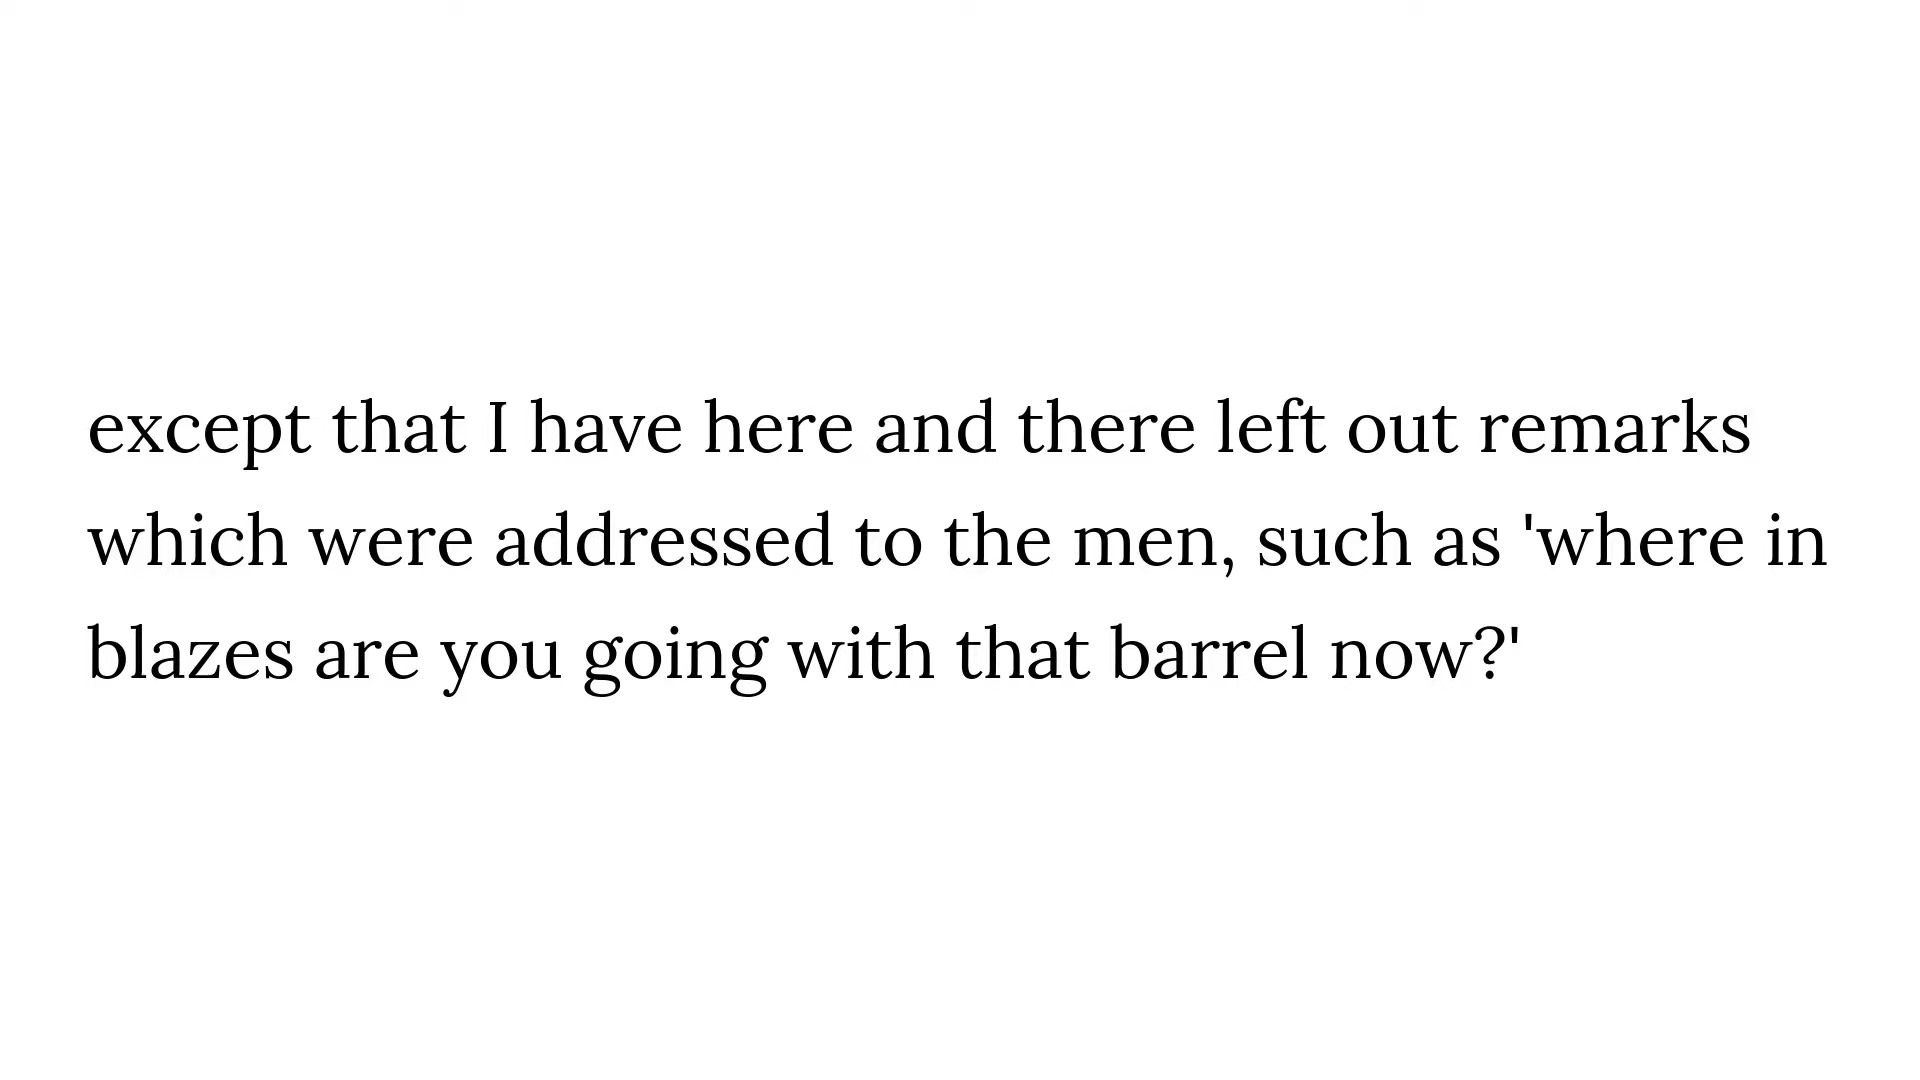 except that I have here and there left out remarks
which were addressed to the men, such as 'where in
blazes are you going with that barrel now?'